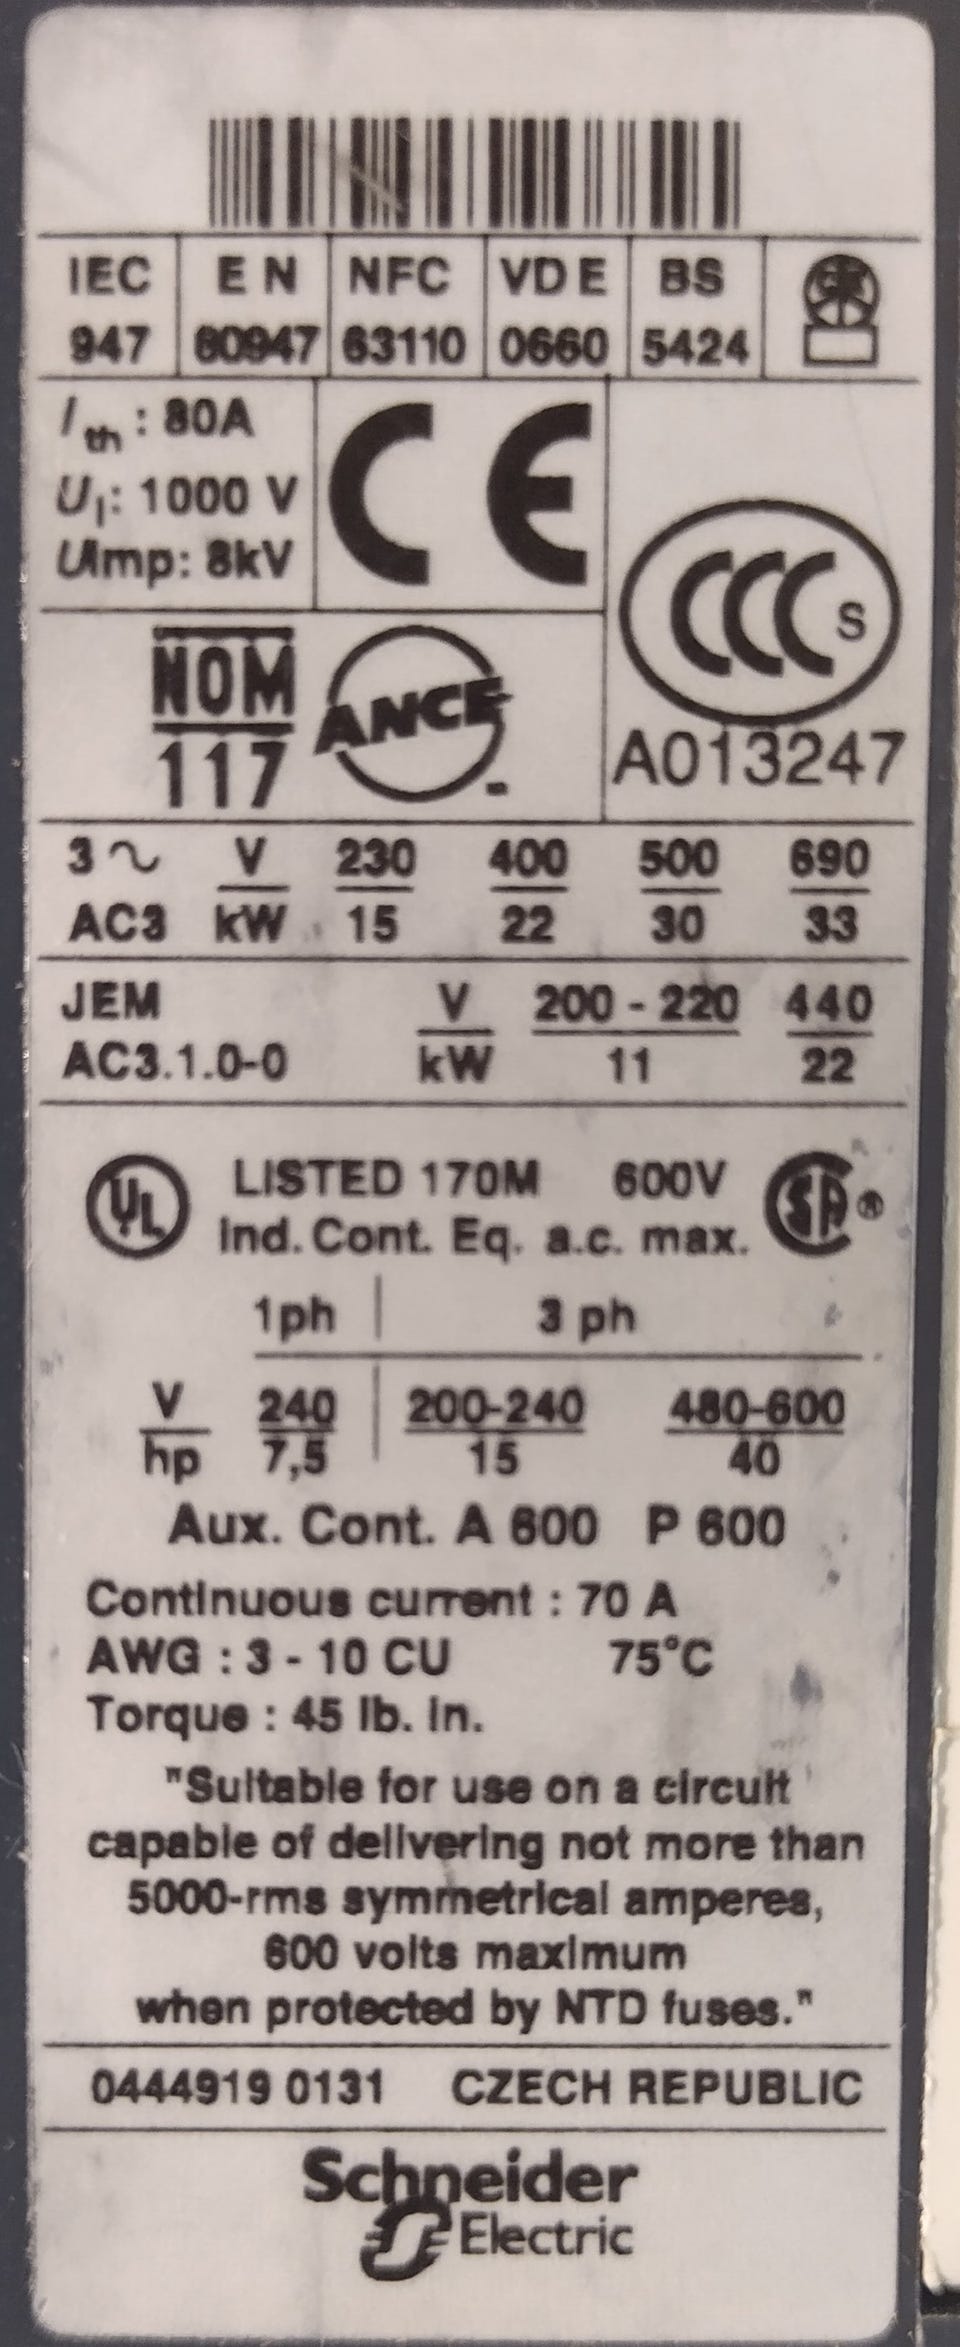 IEC EN NFC VDE BS
947 60947 63110 0660 5424
Ith : 80A
Ui: 1000 V
Uimp: 8kV
CE
CCC S
A013247
NOM
117
ANCE
3~ V 230 400 500 690
AC3 kW 15 22 30 33
JEM V 200 - 220 440
AC3.1.0-0 kW 11 22
UL LISTED 170M 600V SA®
Ind. Cont. Eq. a.c. max.
1ph 3 ph
V 240 200-240 480-600
hp 7,5 15 40
Aux. Cont. A 600 P 600
Continuous current : 70 A
AWG : 3 - 10 CU 75°C
Torque : 45 lb. in.
"Suitable for use on a circuit
capable of delivering not more than
5000-rms symmetrical amperes,
600 volts maximum
when protected by NTD fuses."
0444919 0131 CZECH REPUBLIC
Schneider
Electric